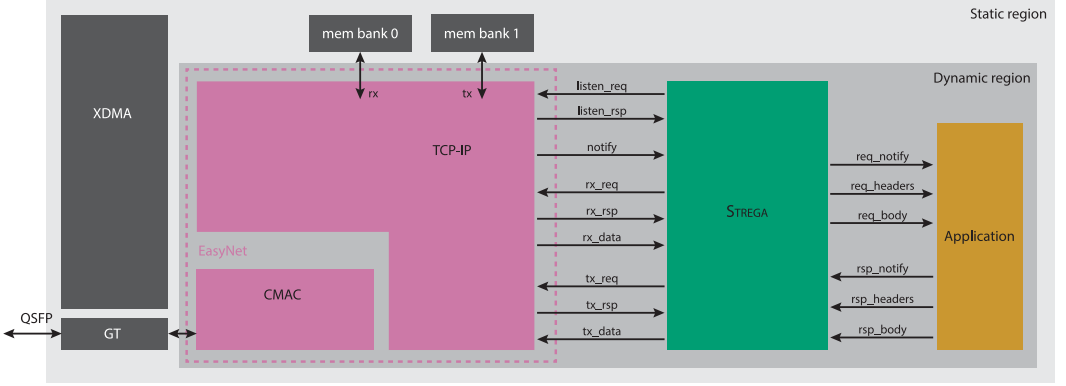 Static region
mem bank 0
mem bank 1
Dynamic region
XDMA
rx
tx
listen_req
listen_rsp
TCP-IP
notify
req_notify
rx_req
req_headers
rx_rsp
STREGA
req_body
rx_data
Application
EasyNet
tx_req
rsp_notify
CMAC
tx_rsp
rsp_headers
QSFP
GT
tx_data
rsp_body